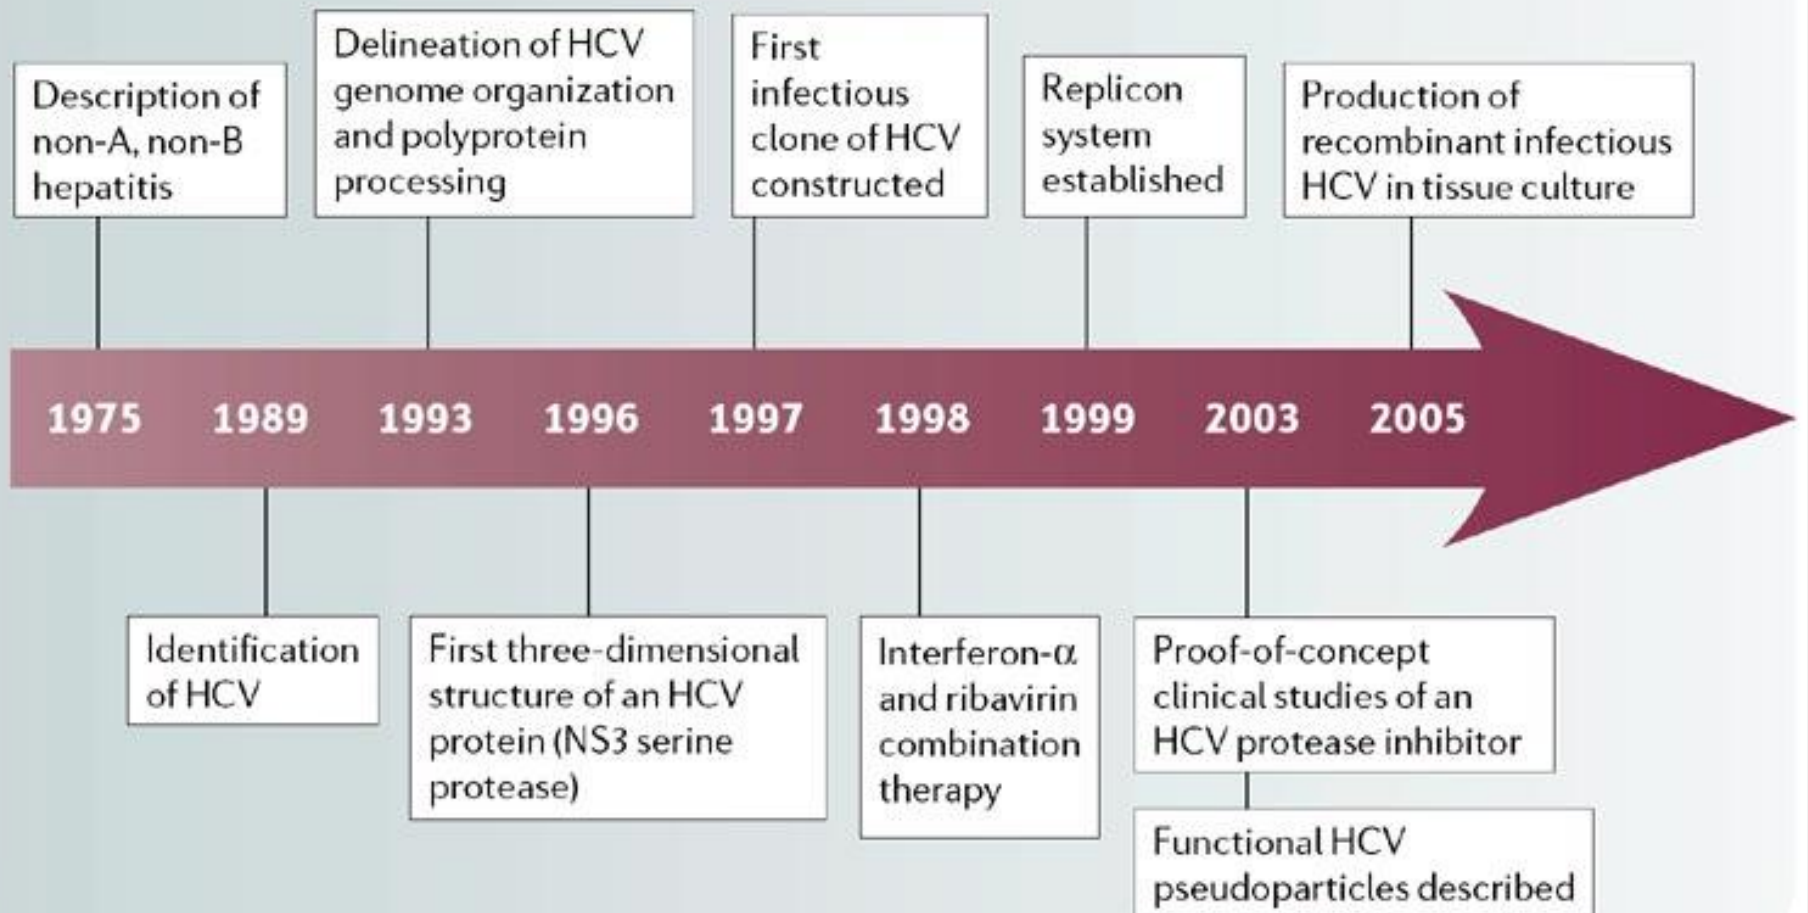 Description of
non-A, non-B
hepatitis
Delineation of HCV
genome organization
and polyprotein
processing
First
infectious
clone of HCV
constructed
Replicon
system
established
Production of
recombinant infectious
HCV in tissue culture
1975 1989 1993 1996 1997 1998 1999 2003 2005
Identification
of HCV
First three-dimensional
structure of an HCV
protein (NS3 serine
protease)
Interferon-α
and ribavirin
combination
therapy
Proof-of-concept
clinical studies of an
HCV protease inhibitor
Functional HCV
pseudoparticles described